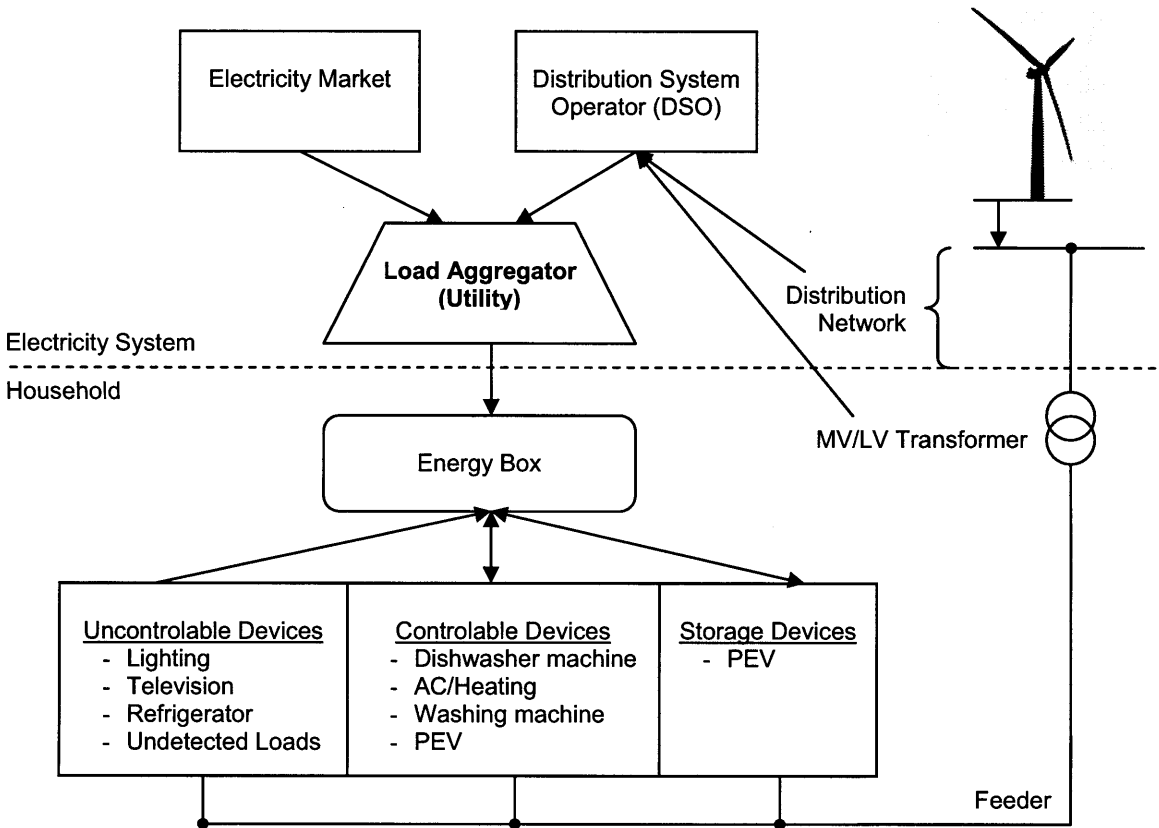 Electricity Market
Distribution System
Operator (DSO)
Load Aggregator
(Utility)
Distribution
Network
Electricity System
Household
MV/LV Transformer
Energy Box
Uncontrolable Devices
- Lighting
- Television
- Refrigerator
- Undetected Loads
Controlable Devices
- Dishwasher machine
- AC/Heating
- Washing machine
- PEV
Storage Devices
- PEV
Feeder